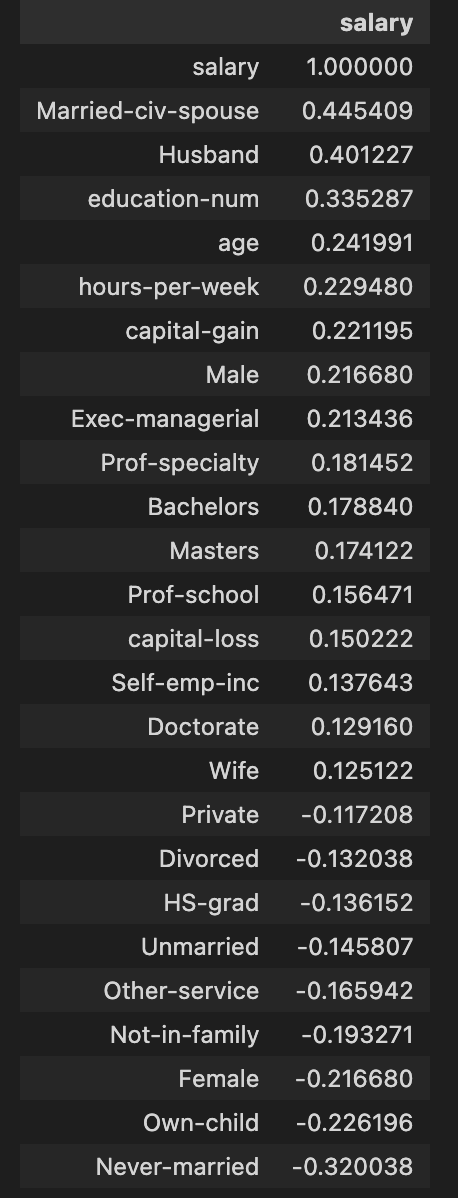 salary
salary 1.000000
Married-civ-spouse 0.445409
Husband 0.401227
education-num 0.335287
age 0.241991
hours-per-week 0.229480
capital-gain 0.221195
Male 0.216680
Exec-managerial 0.213436
Prof-specialty 0.181452
Bachelors 0.178840
Masters 0.174122
Prof-school 0.156471
capital-loss 0.150222
Self-emp-inc 0.137643
Doctorate 0.129160
Wife 0.125122
Private -0.117208
Divorced -0.132038
HS-grad -0.136152
Unmarried -0.145807
Other-service -0.165942
Not-in-family -0.193271
Female -0.216680
Own-child -0.226196
Never-married -0.320038